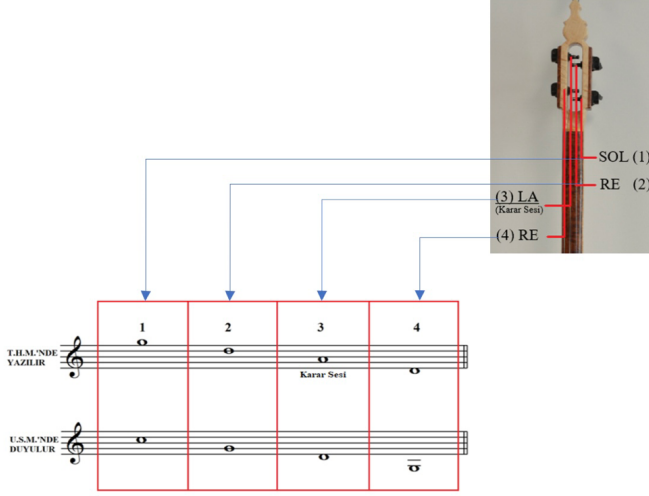 SOL (1)
RE (2)
(3) LA
(Karar Sesi)
(4) RE
1 2 3 4
T.H.M.'NDE
YAZILIR
Karar Sesi
U.S.M.'NDE
DUYULUR